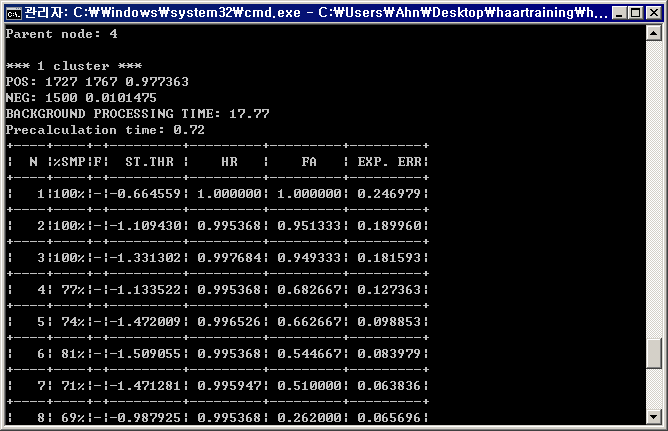 관리자: C:₩Windows₩system32₩cmd.exe - C:₩Users₩Ahn₩Desktop₩haartraining₩h...
Parent node: 4
*** 1 cluster ***
POS: 1727 1767 0.977363
NEG: 1500 0.0101475
BACKGROUND PROCESSING TIME: 17.77
Precalculation time: 0.72
+----+----+-+---------+---------+---------+---------+
|  N |%SMP|F|  ST.THR |    HR   |    FA   | EXP. ERR|
+----+----+-+---------+---------+---------+---------+
|   1|100%|-|-0.664559| 1.000000| 1.000000| 0.246979|
+----+----+-+---------+---------+---------+---------+
|   2|100%|-|-1.109430| 0.995368| 0.951333| 0.189960|
+----+----+-+---------+---------+---------+---------+
|   3|100%|-|-1.331302| 0.997684| 0.949333| 0.181593|
+----+----+-+---------+---------+---------+---------+
|   4| 77%|-|-1.133522| 0.995368| 0.682667| 0.127363|
+----+----+-+---------+---------+---------+---------+
|   5| 74%|-|-1.472009| 0.996526| 0.662667| 0.098853|
+----+----+-+---------+---------+---------+---------+
|   6| 81%|-|-1.509055| 0.995368| 0.544667| 0.083979|
+----+----+-+---------+---------+---------+---------+
|   7| 71%|-|-1.471281| 0.995947| 0.510000| 0.063836|
+----+----+-+---------+---------+---------+---------+
|   8| 69%|-|-0.987925| 0.995368| 0.262000| 0.065696|